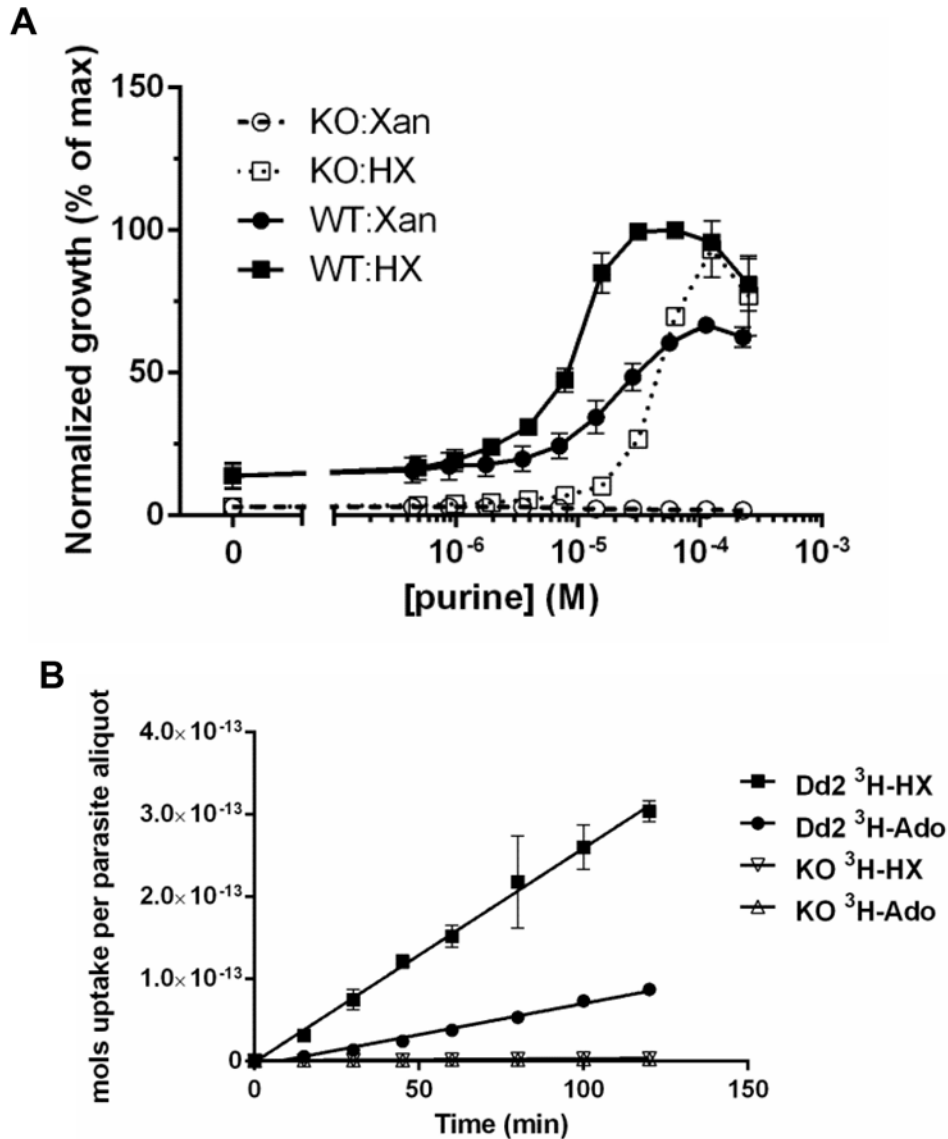 A
150
100
50
0
Normalized growth (% of max)
KO:Xan
KO:HX
WT:Xan
WT:HX
0 10⁻⁶ 10⁻⁵ 10⁻⁴ 10⁻³
[purine] (M)
B
4.0×10⁻¹³
3.0×10⁻¹³
2.0×10⁻¹³
1.0×10⁻¹³
0
mols uptake per parasite aliquot
Dd2 ³H-HX
Dd2 ³H-Ado
KO ³H-HX
KO ³H-Ado
0 50 100 150
Time (min)